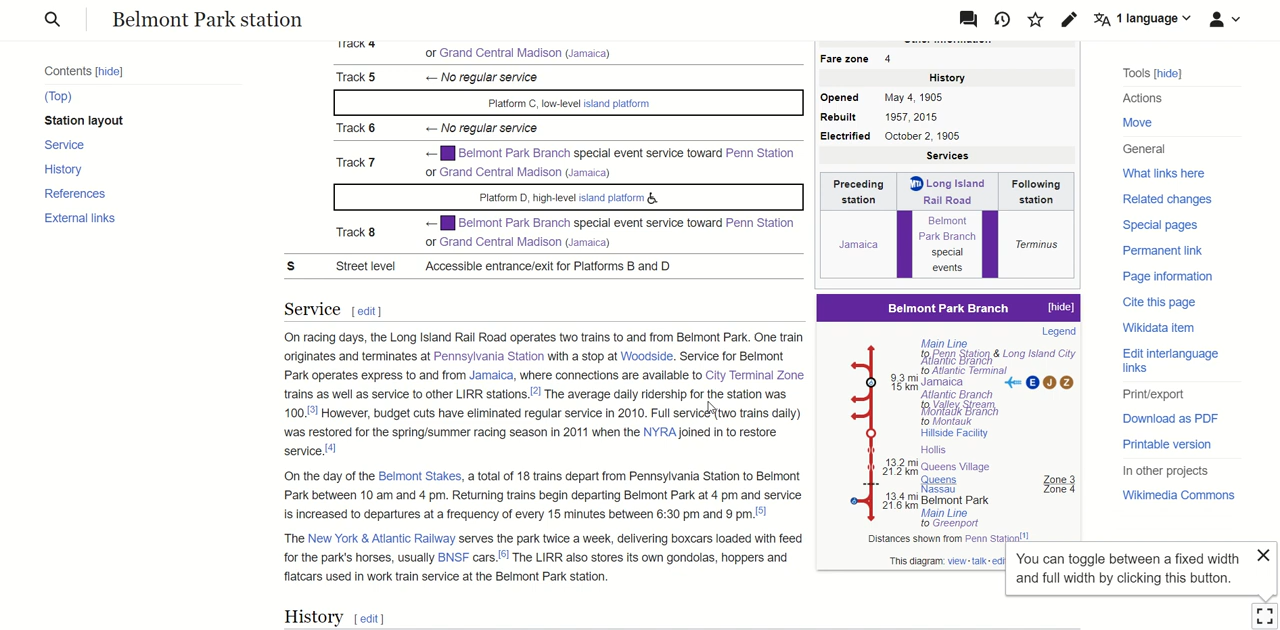 Belmont Park station
1 language
Contents [hide]
(Top)
Station layout
Service
History
References
External links
Track 4
or Grand Central Madison (Jamaica)
Track 5
← No regular service
Platform C, low-level island platform
Track 6
← No regular service
Track 7
← Belmont Park Branch special event service toward Penn Station
or Grand Central Madison (Jamaica)
Platform D, high-level island platform
Track 8
← Belmont Park Branch special event service toward Penn Station
or Grand Central Madison (Jamaica)
S Street level Accessible entrance/exit for Platforms B and D
Service [ edit ]
On racing days, the Long Island Rail Road operates two trains to and from Belmont Park. One train
originates and terminates at Pennsylvania Station with a stop at Woodside. Service for Belmont
Park operates express to and from Jamaica, where connections are available to City Terminal Zone
trains as well as service to other LIRR stations.[2] The average daily ridership for the station was
100.[3] However, budget cuts have eliminated regular service in 2010. Full service (two trains daily)
was restored for the spring/summer racing season in 2011 when the NYRA joined in to restore
service.[4]
On the day of the Belmont Stakes, a total of 18 trains depart from Pennsylvania Station to Belmont
Park between 10 am and 4 pm. Returning trains begin departing Belmont Park at 4 pm and service
is increased to departures at a frequency of every 15 minutes between 6:30 pm and 9 pm.[5]
The New York & Atlantic Railway serves the park twice a week, delivering boxcars loaded with feed
for the park's horses, usually BNSF cars.[6] The LIRR also stores its own gondolas, hoppers and
flatcars used in work train service at the Belmont Park station.
History [ edit ]
Other information
Fare zone 4
History
Opened May 4, 1905
Rebuilt 1957, 2015
Electrified October 2, 1905
Services
Preceding
station
MTA Long Island
Rail Road
Following
station
Jamaica
Belmont
Park Branch
special
events
Terminus
Belmont Park Branch [hide]
Legend
Main Line
to Penn Station & Long Island City
Atlantic Branch
to Atlantic Terminal
9.3 mi
15 km
Jamaica
E J Z
Atlantic Branch
to Valley Stream
Montauk Branch
to Montauk
Hillside Facility
Hollis
13.2 mi
21.2 km
Queens Village
Queens Zone 3
Nassau Zone 4
13.4 mi
21.6 km
Belmont Park
Main Line
to Greenport
Distances shown from Penn Station[1]
This diagram: view · talk · edit
Tools [hide]
Actions
Move
General
What links here
Related changes
Special pages
Permanent link
Page information
Cite this page
Wikidata item
Edit interlanguage
links
Print/export
Download as PDF
Printable version
In other projects
Wikimedia Commons
You can toggle between a fixed width
and full width by clicking this button.